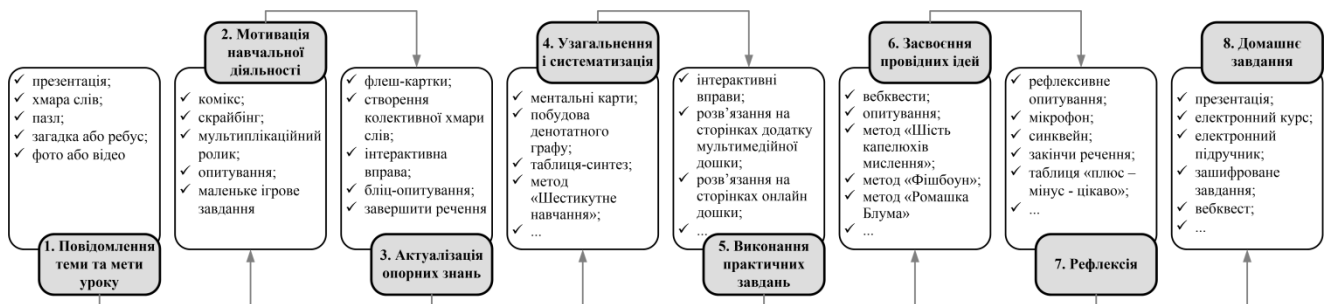 презентація;
хмара слів;
пазл;
загадка або ребус;
фото або відео
1. Повідомлення
теми та мети
уроку
2. Мотивація
навчальної
діяльності
комікс;
скрайбінг;
мультиплікаційний
ролик;
опитування;
маленьке ігрове
завдання
флеш-картки;
створення
колективної хмари
слів;
інтерактивна
вправа;
бліц-опитування;
завершити речення
3. Актуалізація
опорних знань
4. Узагальнення
і систематизація
ментальні карти;
побудова
денотатного
графу;
таблиця-синтез;
метод
«Шестикутне
навчання»;
...
інтерактивні
вправи;
розв’язання на
сторінках додатку
мультимедійної
дошки;
розв’язання на
сторінках онлайн
дошки;
...
5. Виконання
практичних
завдань
6. Засвоєння
провідних ідей
вебквести;
опитування;
метод «Шість
капелюхів
мислення»;
метод «Фішбоун»;
метод «Ромашка
Блума»
...
рефлексивне
опитування;
мікрофон;
синквейн;
закінчи речення;
таблиця «плюс –
мінус - цікаво»;
...
7. Рефлексія
8. Домашнє
завдання
презентація;
електронний курс;
електронний
підручник;
зашифроване
завдання;
вебквест;
...